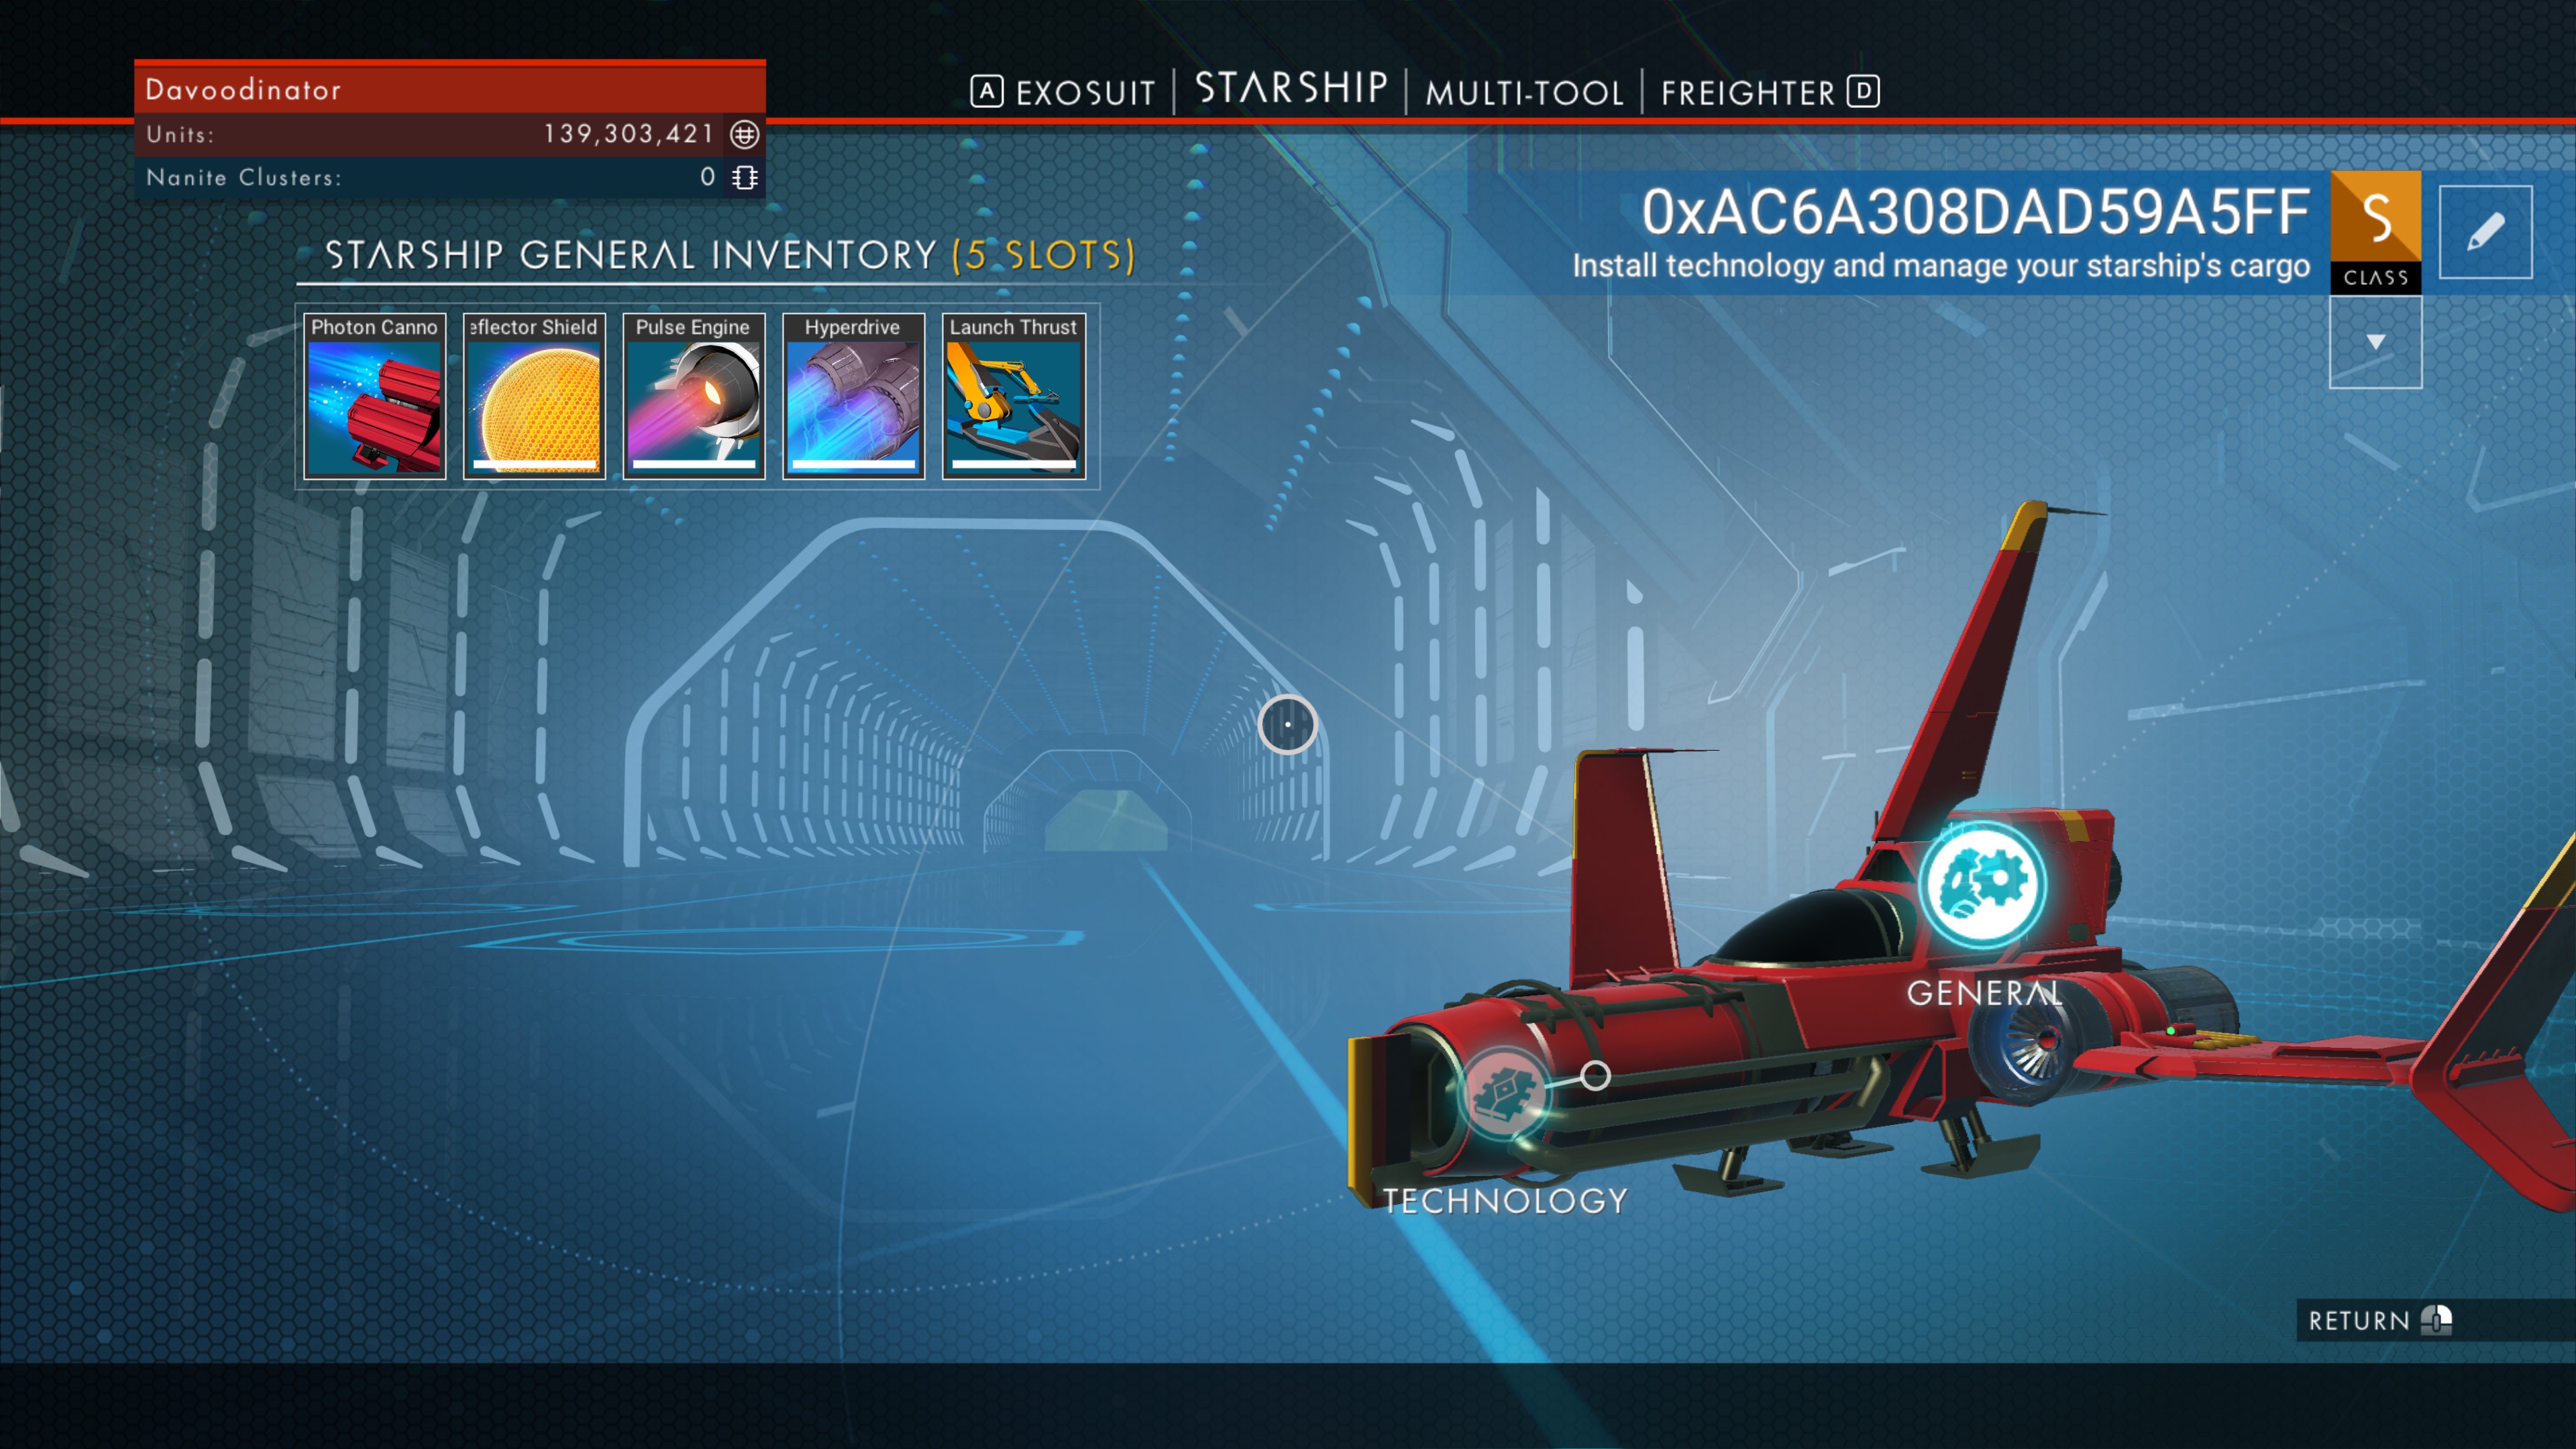 Davoodinator
Units: 139,303,421
Nanite Clusters: 0
A EXOSUIT STARSHIP MULTI-TOOL FREIGHTER D
0xAC6A308DAD59A5FF
Install technology and manage your starship's cargo
S
CLASS
STARSHIP GENERAL INVENTORY (5 SLOTS)
Photon Canno eflector Shield Pulse Engine Hyperdrive Launch Thrust
GENERAL
TECHNOLOGY
RETURN